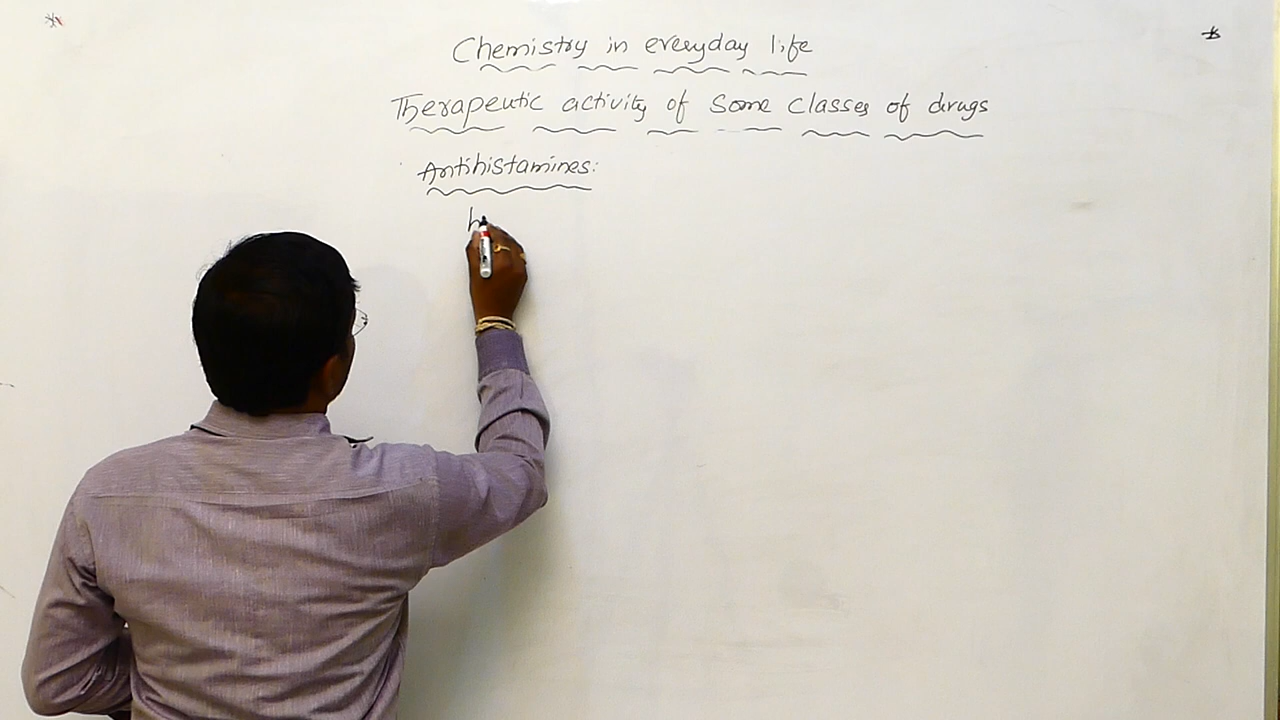 Chemistry in everyday life
Therapeutic activity of Some Classes of drugs
Antihistamines:
h